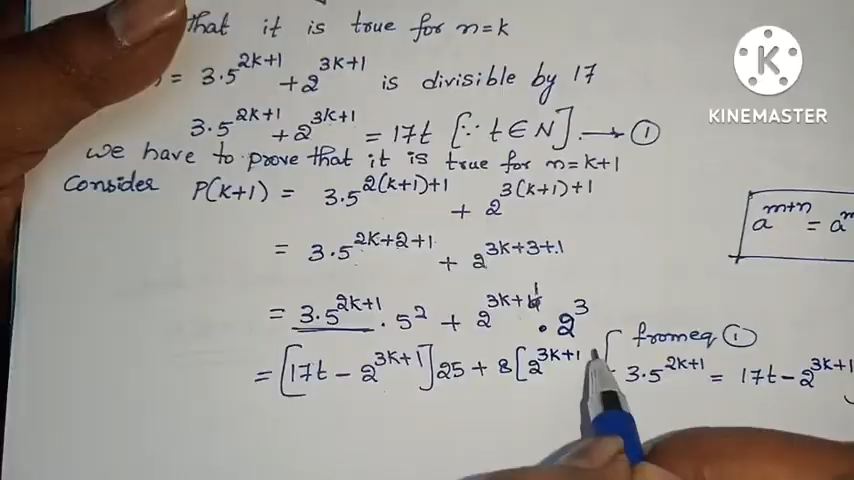 that it is true for n=k
= 3·5^{2k+1} + 2^{3k+1} is divisible by 17
3·5^{2k+1} + 2^{3k+1} = 17t [∵ t∈N]. → ①
we have to prove that it is true for n=k+1
Consider P(k+1) = 3·5^{2(k+1)+1} + 2^{3(k+1)+1}
= 3·5^{2k+2+1} + 2^{3k+3+1}
a^{m+n} = a^{m
= 3·5^{2k+1} · 5^2 + 2^{3k+1} · 2^3
from eq ①
= [17t − 2^{3k+1}] 25 + 8[2^{3k+1}
3·5^{2k+1} = 17t − 2^{3k+1}
K
KINEMASTER